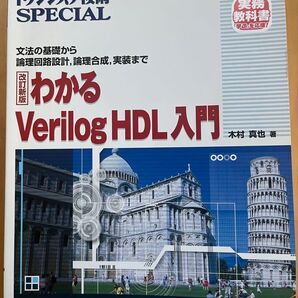 トランジスタ技術
SPECIAL
実務
教科書
文法の基礎から
論理回路設計,論理合成,実装まで
改訂新版
わかる
Verilog HDL入門
木村 真也 著